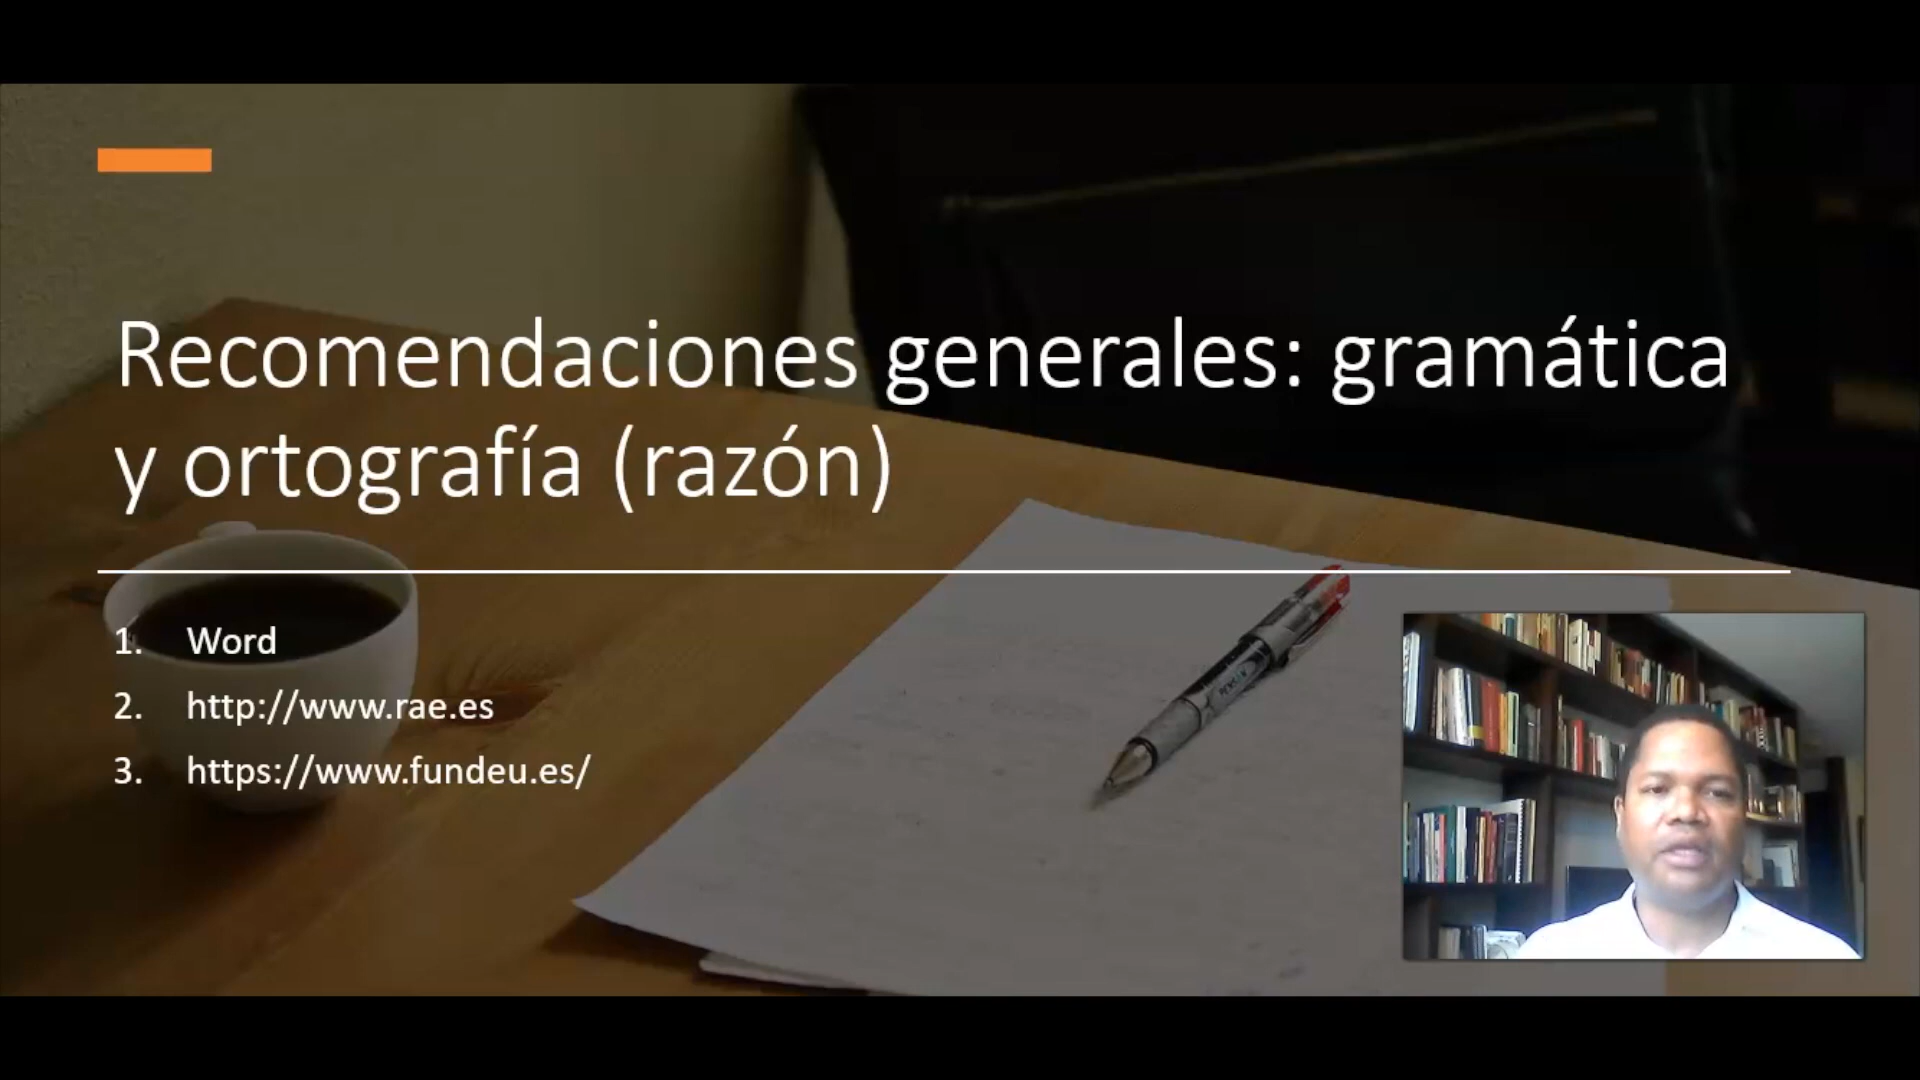 Recomendaciones generales: gramática
y ortografía (razón)
1. Word
2. http://www.rae.es
3. https://www.fundeu.es/